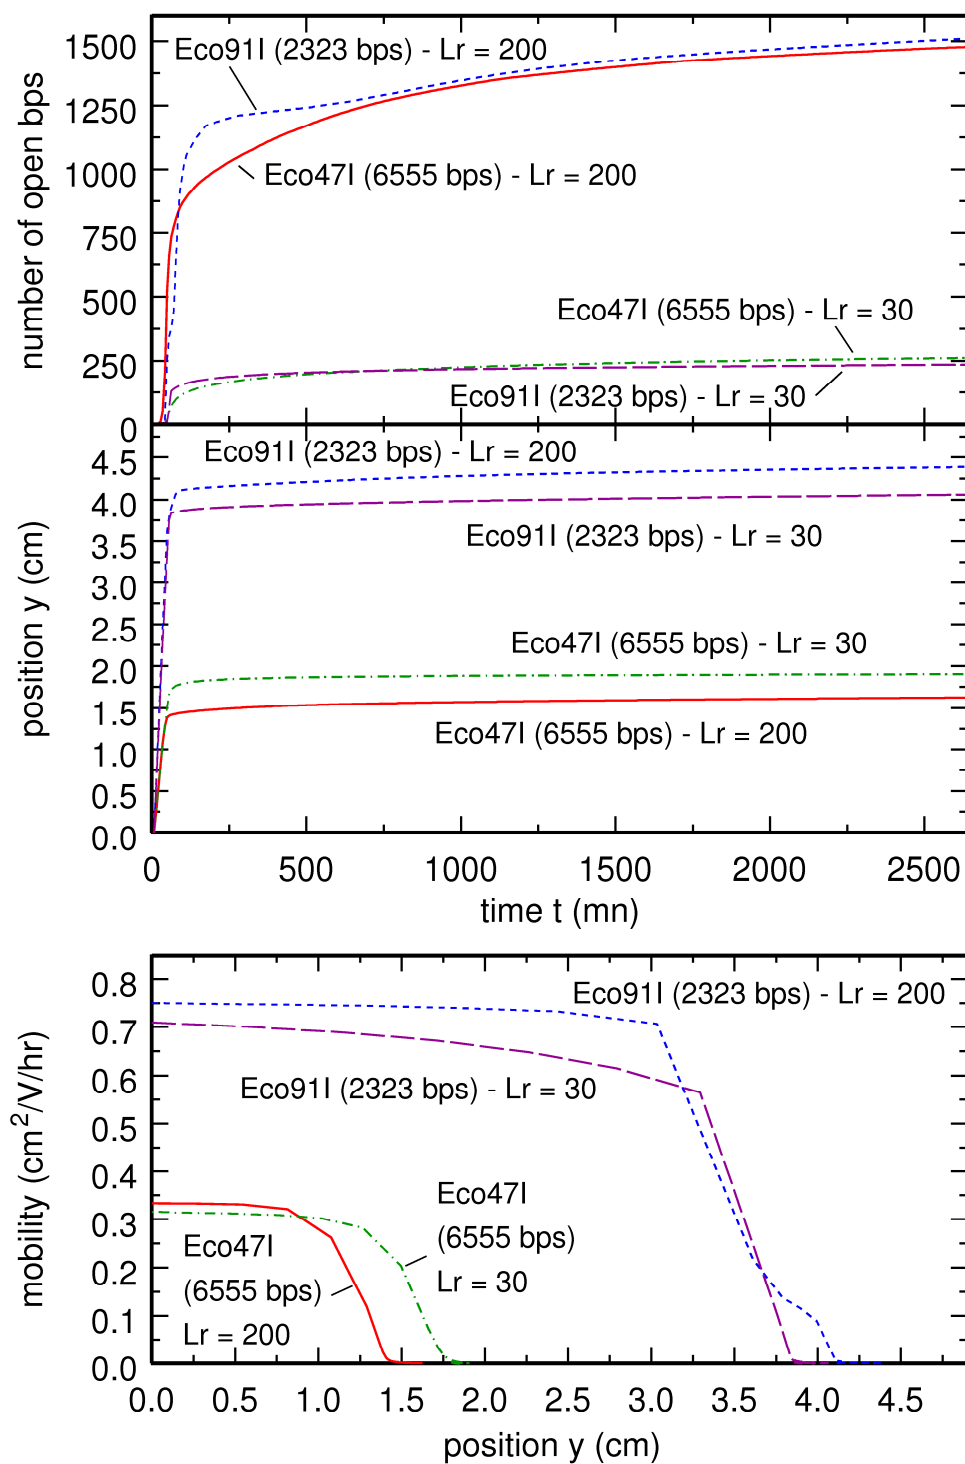 number of open bps
1500
1250
1000
750
500
250
0
Eco91I (2323 bps) - Lr = 200
Eco47I (6555 bps) - Lr = 200
Eco47I (6555 bps) - Lr = 30
Eco91I (2323 bps) - Lr = 30
position y (cm)
4.5
4.0
3.5
3.0
2.5
2.0
1.5
1.0
0.5
0.0
Eco91I (2323 bps) - Lr = 200
Eco91I (2323 bps) - Lr = 30
Eco47I (6555 bps) - Lr = 30
Eco47I (6555 bps) - Lr = 200
0 500 1000 1500 2000 2500
time t (mn)
mobility (cm²/V/hr)
0.8
0.7
0.6
0.5
0.4
0.3
0.2
0.1
0.0
Eco91I (2323 bps) - Lr = 200
Eco91I (2323 bps) - Lr = 30
Eco47I
(6555 bps)
Lr = 30
Eco47I
(6555 bps)
Lr = 200
0.0 0.5 1.0 1.5 2.0 2.5 3.0 3.5 4.0 4.5
position y (cm)